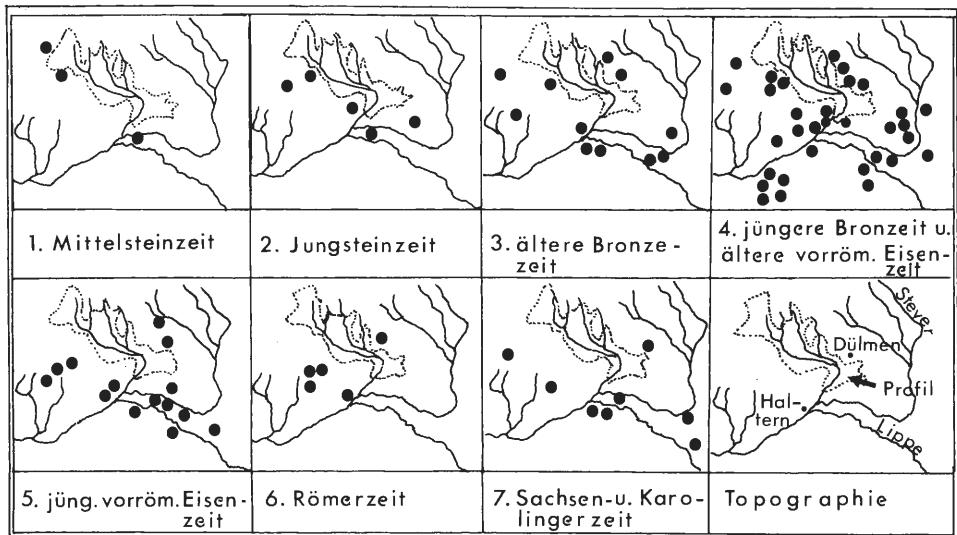 1. Mittelsteinzeit
2. Jungsteinzeit
3. ältere Bronze-
zeit
4. jüngere Bronzeit u.
ältere vorröm. Eisen-
zeit
Stever
Dülmen
Profil
Hal-
tern
Lippe
5. jüng. vorröm. Eisen-
zeit
6. Römerzeit
7. Sachsen- u. Karo-
lingerzeit
Topographie